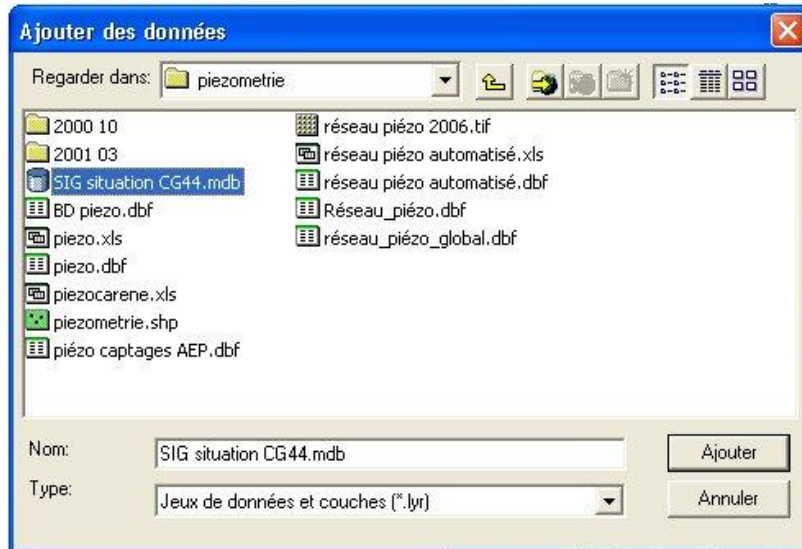 Ajouter des données
Regarder dans: piezometrie
2000 10
2001 03
SIG situation CG44.mdb
BD piezo.dbf
piezo.xls
piezo.dbf
piezocarene.xls
piezometrie.shp
piézo captages AEP.dbf
réseau piézo 2006.tif
réseau piézo automatisé.xls
réseau piézo automatisé.dbf
Réseau_piézo.dbf
réseau_piézo_global.dbf
Nom: SIG situation CG44.mdb
Ajouter
Type: Jeux de données et couches (*.lyr)
Annuler